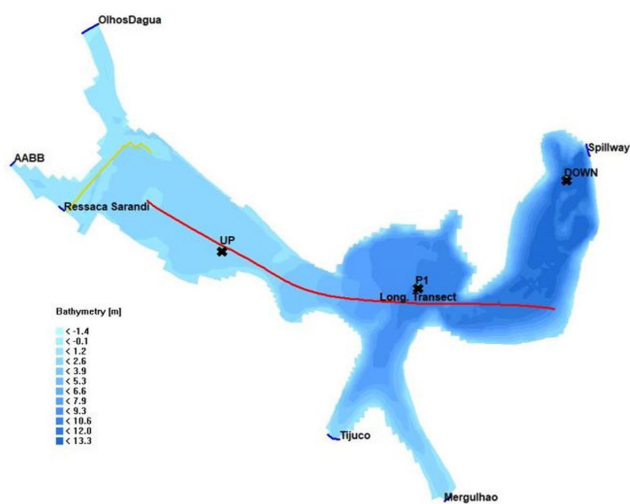 OlhosDagua
Spillway
AABB
DOWN
Ressaca Sarandi
UP
P1
Long. Transect
Bathymetry [m]
< -1.4
< -0.1
< 1.2
< 2.6
< 3.9
< 5.3
< 6.6
< 7.9
< 9.3
< 10.6
< 12.0
< 13.3
Tijuco
Mergulhao